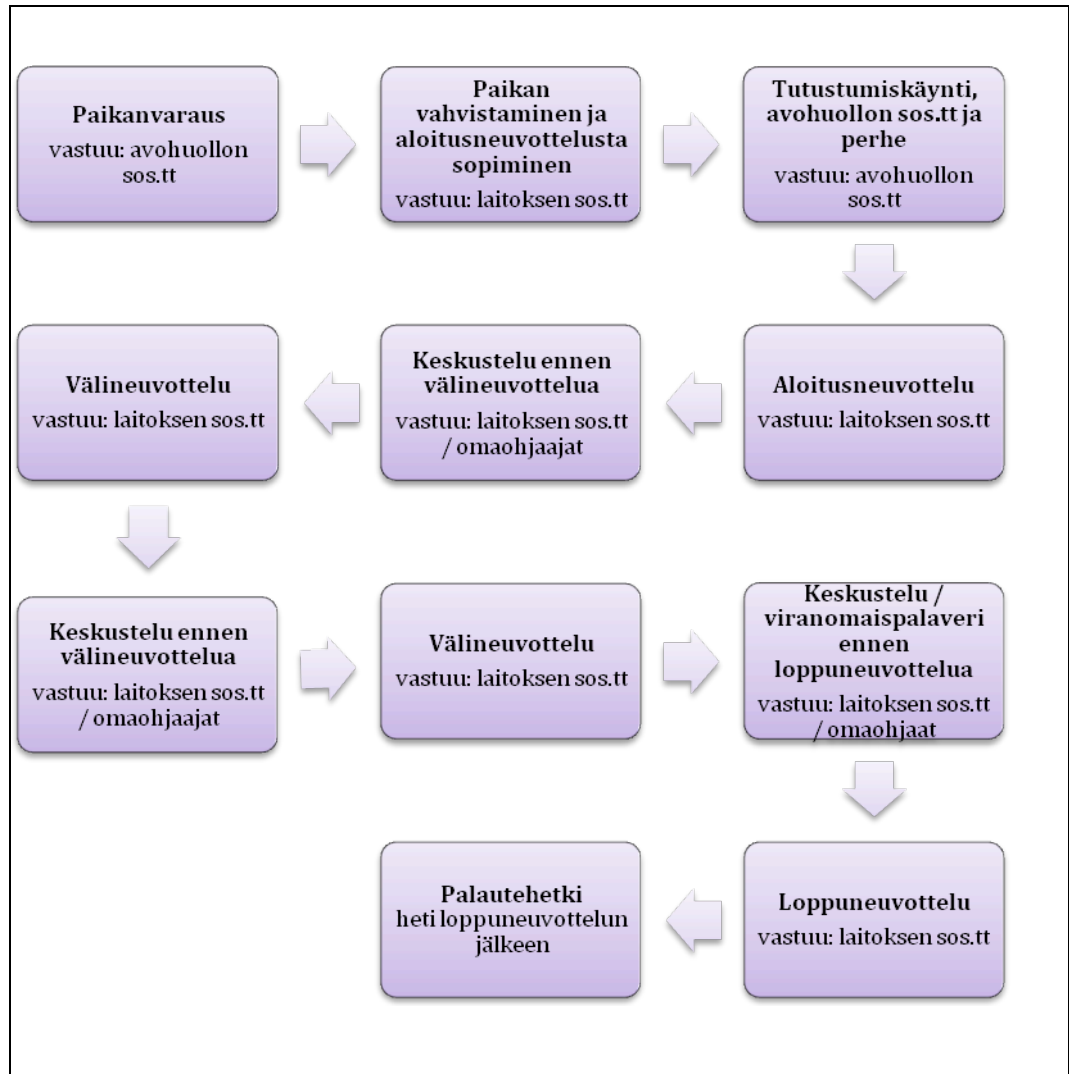 Paikanvaraus
vastuu: avohuollon
sos.tt
Paikan
vahvistaminen ja
aloitusneuvottelusta
sopiminen
vastuu: laitoksen sos.tt
Tutustumiskäynti,
avohuollon sos.tt ja
perhe
vastuu: avohuollon
sos.tt
Aloitusneuvottelu
vastuu: laitoksen sos.tt
Keskustelu ennen
välineuvottelua
vastuu: laitoksen sos.tt
/ omaohjaajat
Välineuvottelu
vastuu: laitoksen sos.tt
Keskustelu ennen
välineuvottelua
vastuu: laitoksen sos.tt
/ omaohjaajat
Välineuvottelu
vastuu: laitoksen sos.tt
Keskustelu /
viranomaispalaveri
ennen
loppuneuvottelua
vastuu: laitoksen sos.tt
/ omaohjaat
Loppuneuvottelu
vastuu: laitoksen sos.tt
Palautehetki
heti loppuneuvottelun
jälkeen